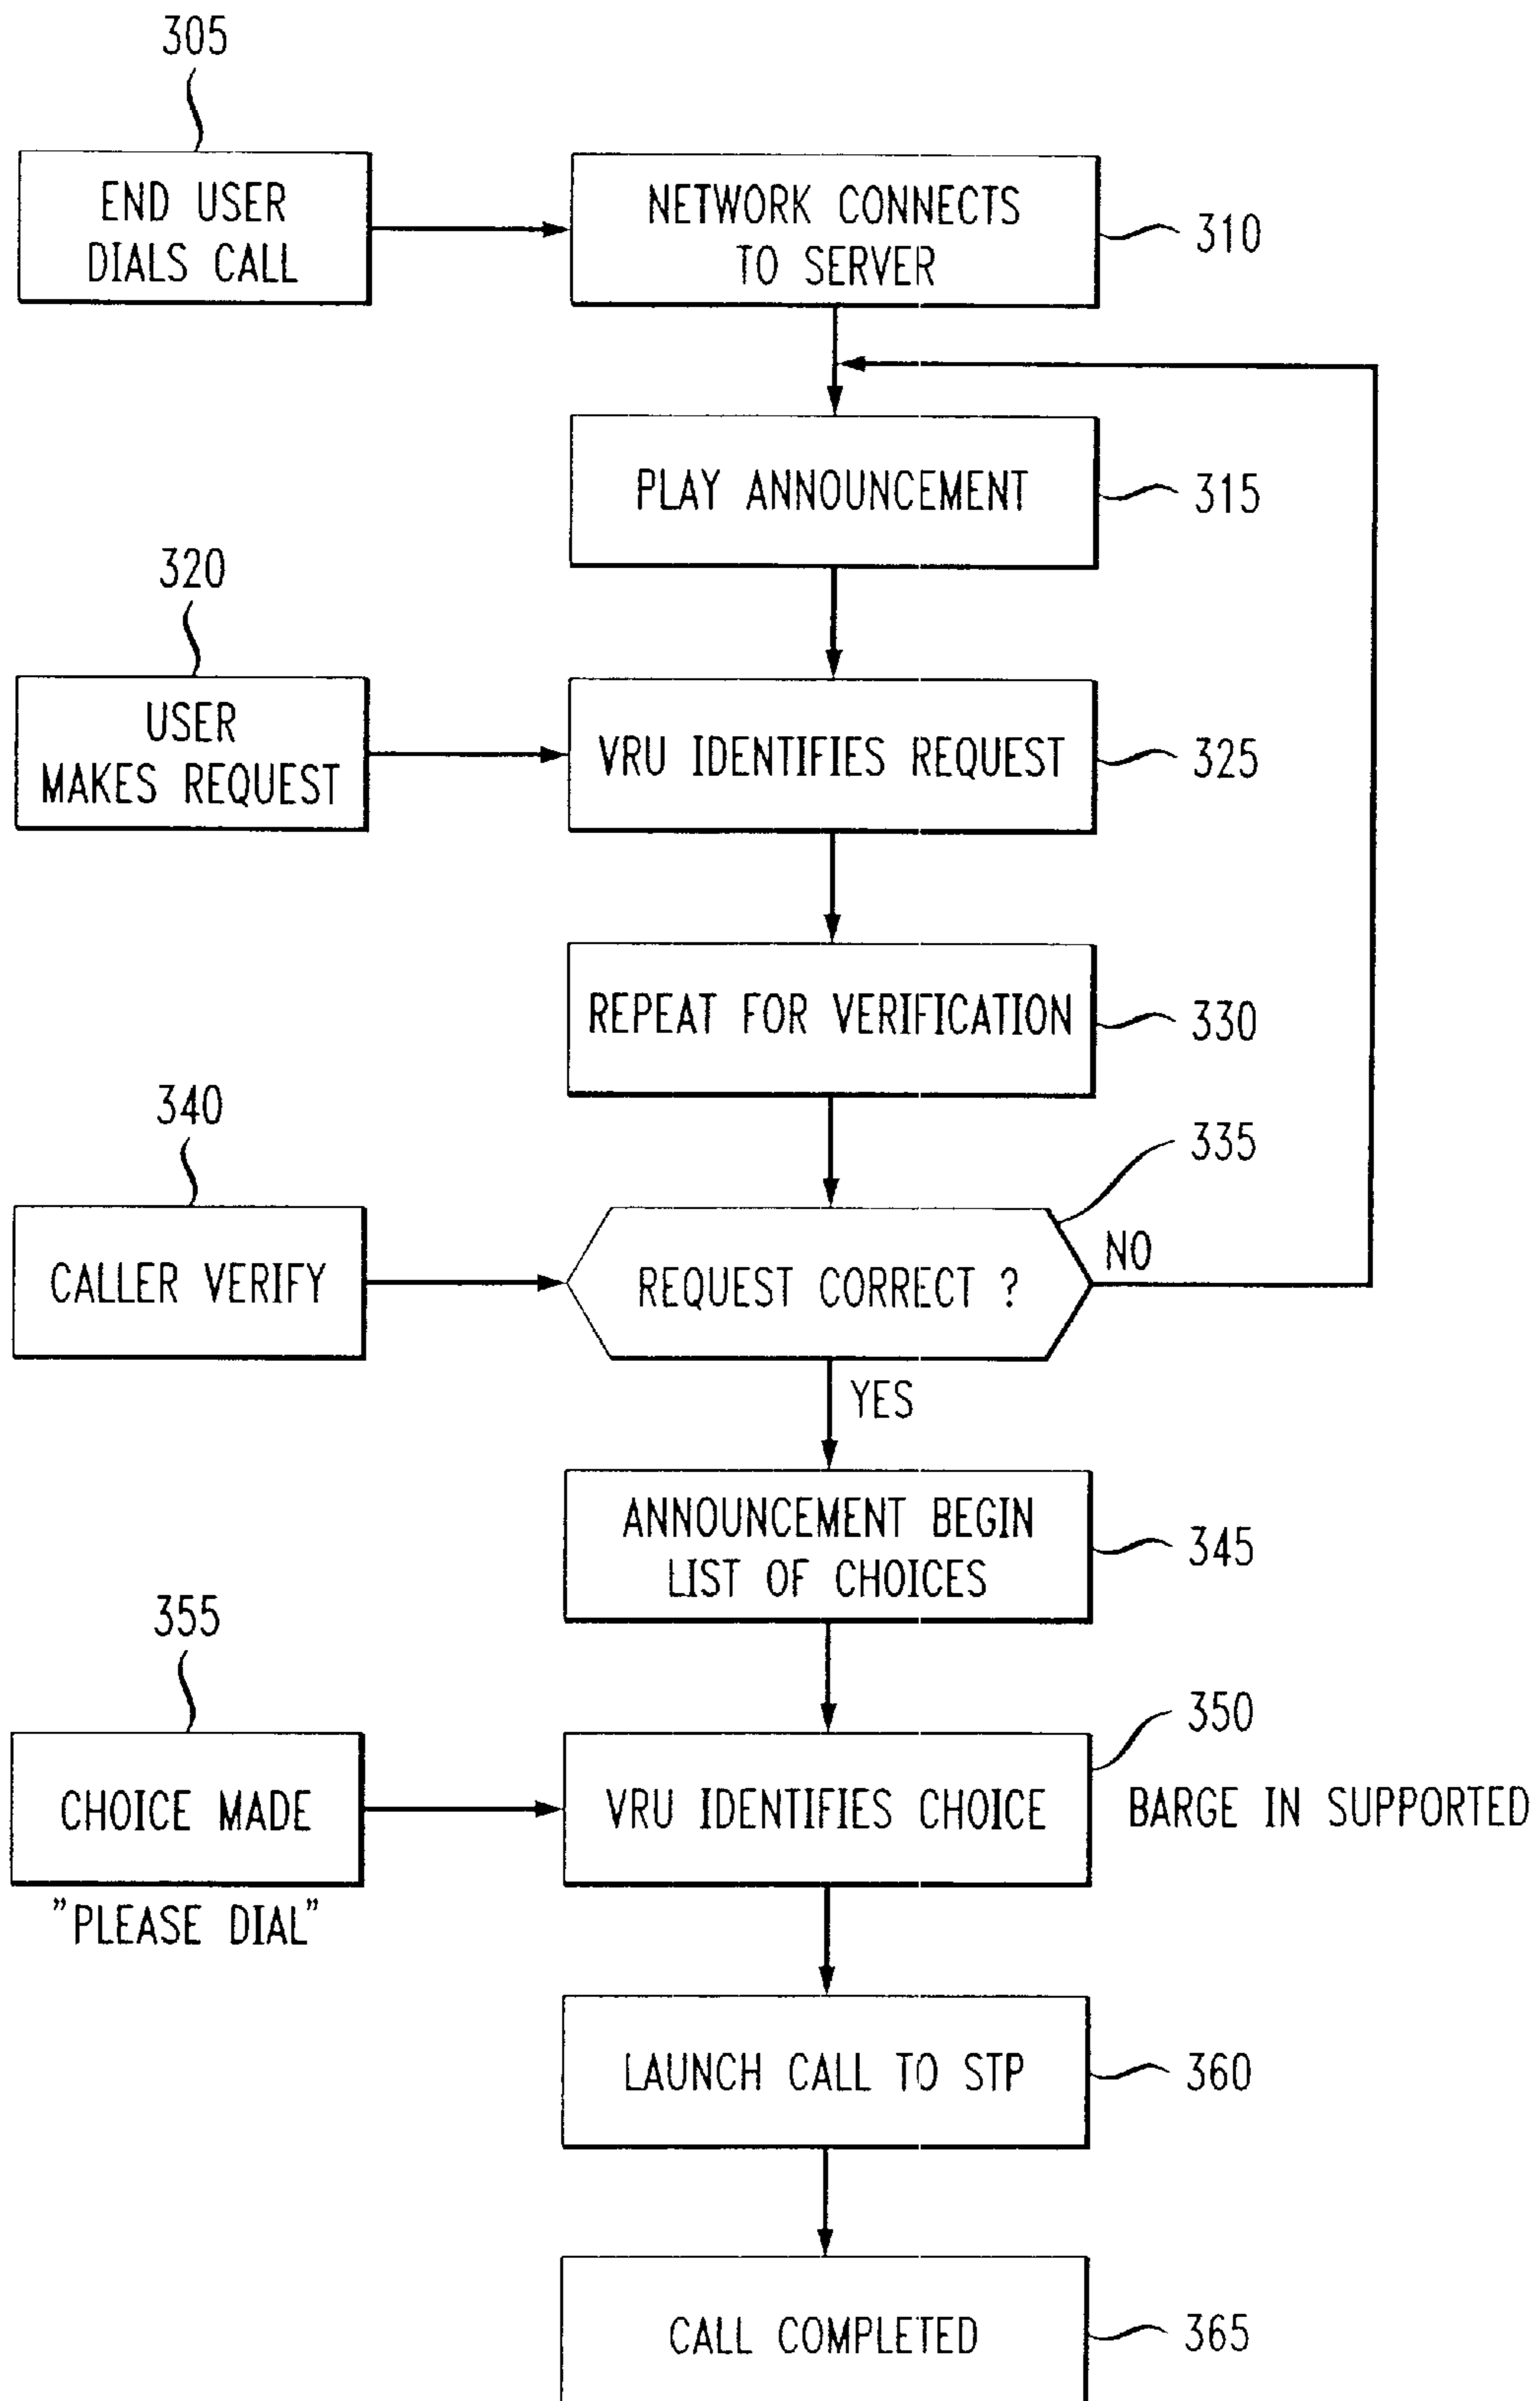 305
END USER
DIALS CALL
NETWORK CONNECTS
TO SERVER
310
PLAY ANNOUNCEMENT
315
320
USER
MAKES REQUEST
VRU IDENTIFIES REQUEST
325
REPEAT FOR VERIFICATION
330
340
335
CALLER VERIFY
REQUEST CORRECT ?
NO
YES
ANNOUNCEMENT BEGIN
LIST OF CHOICES
345
355
350
CHOICE MADE
VRU IDENTIFIES CHOICE
BARGE IN SUPPORTED
"PLEASE DIAL"
LAUNCH CALL TO STP
360
CALL COMPLETED
365